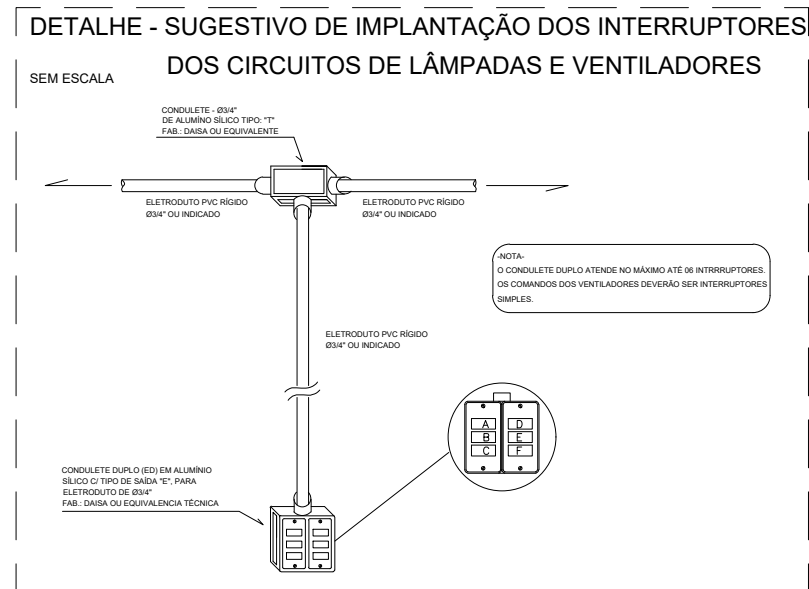 DETALHE - SUGESTIVO DE IMPLANTAÇÃO DOS INTERRUPTORES
DOS CIRCUITOS DE LÂMPADAS E VENTILADORES
SEM ESCALA
CONDULETE - Ø3/4"
DE ALUMÍNO SÍLICO TIPO: "T"
FAB.: DAISA OU EQUIVALENTE
ELETRODUTO PVC RÍGIDO
Ø3/4" OU INDICADO
ELETRODUTO PVC RÍGIDO
Ø3/4" OU INDICADO
-NOTA-
O CONDULETE DUPLO ATENDE NO MÁXIMO ATÉ 06 INTRRRUPTORES.
OS COMANDOS DOS VENTILADORES DEVERÃO SER INTERRUPTORES
SIMPLES.
ELETRODUTO PVC RÍGIDO
Ø3/4" OU INDICADO
A D
B E
C F
CONDULETE DUPLO (ED) EM ALUMÍNIO
SÍLICO C/ TIPO DE SAÍDA "E", PARA
ELETRODUTO DE Ø3/4"
FAB.: DAISA OU EQUIVALENCIA TÉCNICA